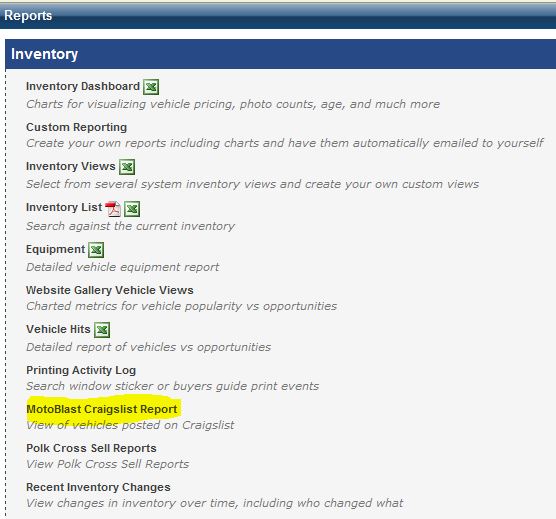 Reports
Inventory
Inventory Dashboard
Charts for visualizing vehicle pricing, photo counts, age, and much more
Custom Reporting
Create your own reports including charts and have them automatically emailed to yourself
Inventory Views
Select from several system inventory views and create your own custom views
Inventory List
Search against the current inventory
Equipment
Detailed vehicle equipment report
Website Gallery Vehicle Views
Charted metrics for vehicle popularity vs opportunities
Vehicle Hits
Detailed report of vehicles vs opportunities
Printing Activity Log
Search window sticker or buyers guide print events
MotoBlast Craigslist Report
View of vehicles posted on Craigslist
Polk Cross Sell Reports
View Polk Cross Sell Reports
Recent Inventory Changes
View changes in inventory over time, including who changed what